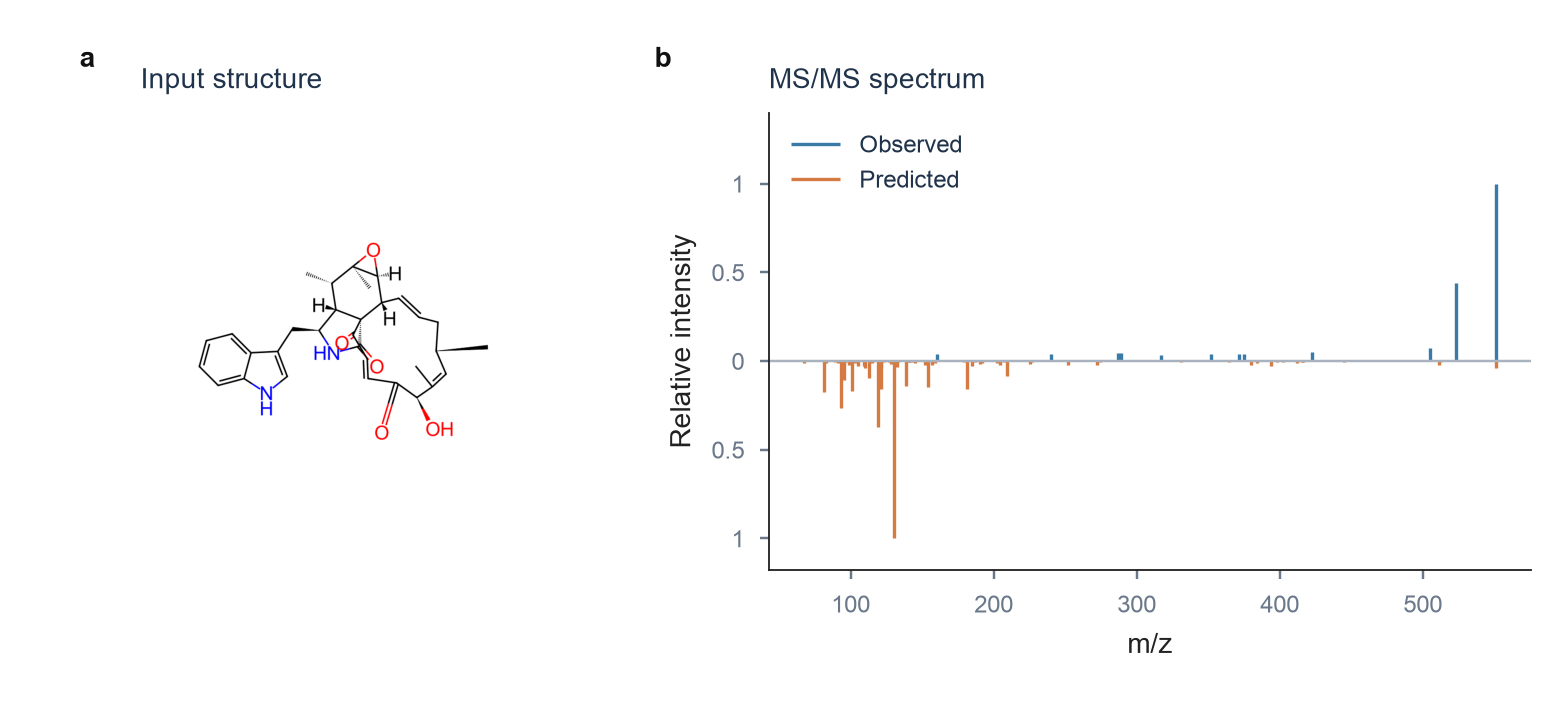 a
Input structure
O
H
H
H
O
HN
O
N
H
O
OH
b
MS/MS spectrum
Observed
Predicted
1
0.5
0
0.5
1
Relative intensity
100
200
300
400
500
m/z